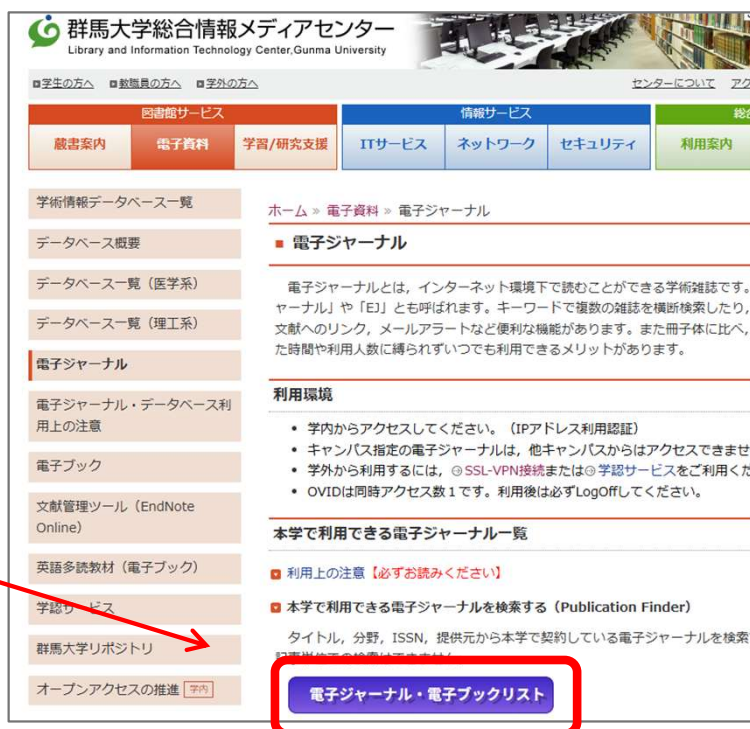 群馬大学総合情報メディアセンター
Library and Information Technology Center,Gunma University
学生の方へ 教職員の方へ 学外の方へ センターについて アク
図書館サービス 情報サービス 総合
蔵書案内 電子資料 学習/研究支援 ITサービス ネットワーク セキュリティ 利用案内
学術情報データベース一覧
データベース概要
データベース一覧（医学系）
データベース一覧（理工系）
電子ジャーナル
電子ジャーナル・データベース利
用上の注意
電子ブック
文献管理ツール（EndNote
Online）
英語多読教材（電子ブック）
学認サービス
群馬大学リポジトリ
オープンアクセスの推進 学内
ホーム » 電子資料 » 電子ジャーナル
電子ジャーナル
電子ジャーナルとは，インターネット環境下で読むことができる学術雑誌です。
ャーナル」や「EJ」とも呼ばれます。キーワードで複数の雑誌を横断検索したり，
文献へのリンク，メールアラートなど便利な機能があります。また冊子体に比べ，
た時間や利用人数に縛られずいつでも利用できるメリットがあります。
利用環境
• 学内からアクセスしてください。（IPアドレス利用認証）
• キャンパス指定の電子ジャーナルは，他キャンパスからはアクセスできませ
• 学外から利用するには，SSL-VPN接続または学認サービスをご利用くだ
• OVIDは同時アクセス数１です。利用後は必ずLogOffしてください。
本学で利用できる電子ジャーナル一覧
利用上の注意【必ずお読みください】
本学で利用できる電子ジャーナルを検索する（Publication Finder）
タイトル，分野，ISSN，提供元から本学で契約している電子ジャーナルを検索
電子ジャーナル・電子ブックリスト